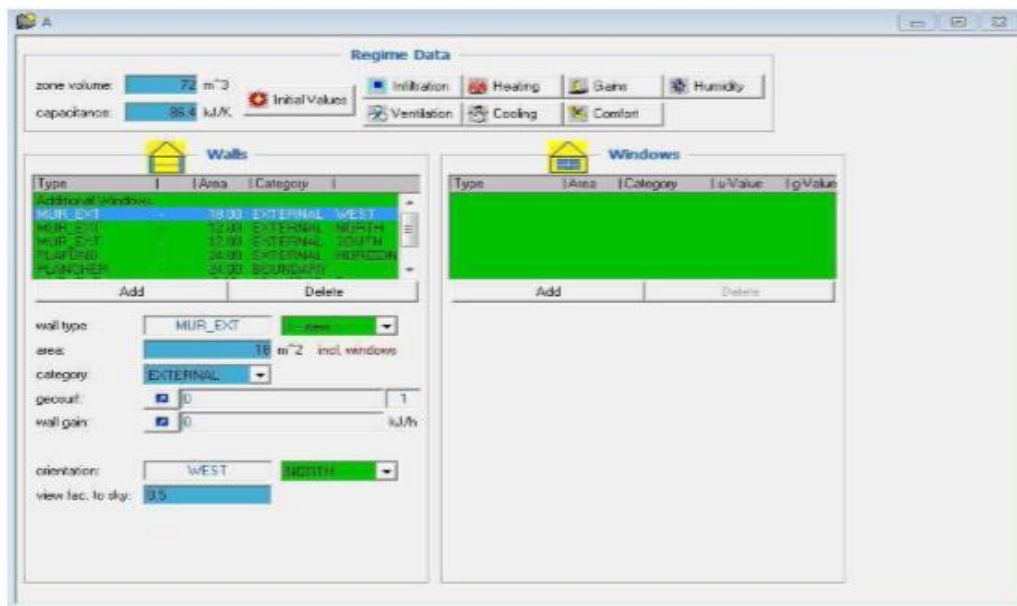 A
Regime Data
zone volume: 72 m^3
capacitance: 86.4 kJ/K
Initial Values
Infiltration Heating Gains Humidity
Ventilation Cooling Comfort
Walls
Type Area Category
Additional Windows
MUR_EXT - 18.00 EXTERNAL WEST
MUR_EXT - 12.00 EXTERNAL NORTH
MUR_EXT - 12.00 EXTERNAL SOUTH
PLAFOND - 24.00 EXTERNAL HORIZON
PLANCHER - 24.00 BOUNDARY
Add Delete
wall type: MUR_EXT <- new
area: 18 m^2 incl. windows
category: EXTERNAL
geosurf: 0 1
wall gain: 0 kJ/h
orientation: WEST NORTH
view fac. to sky: 0.5
Windows
Type Area Category u-Value g-Value
Add Delete